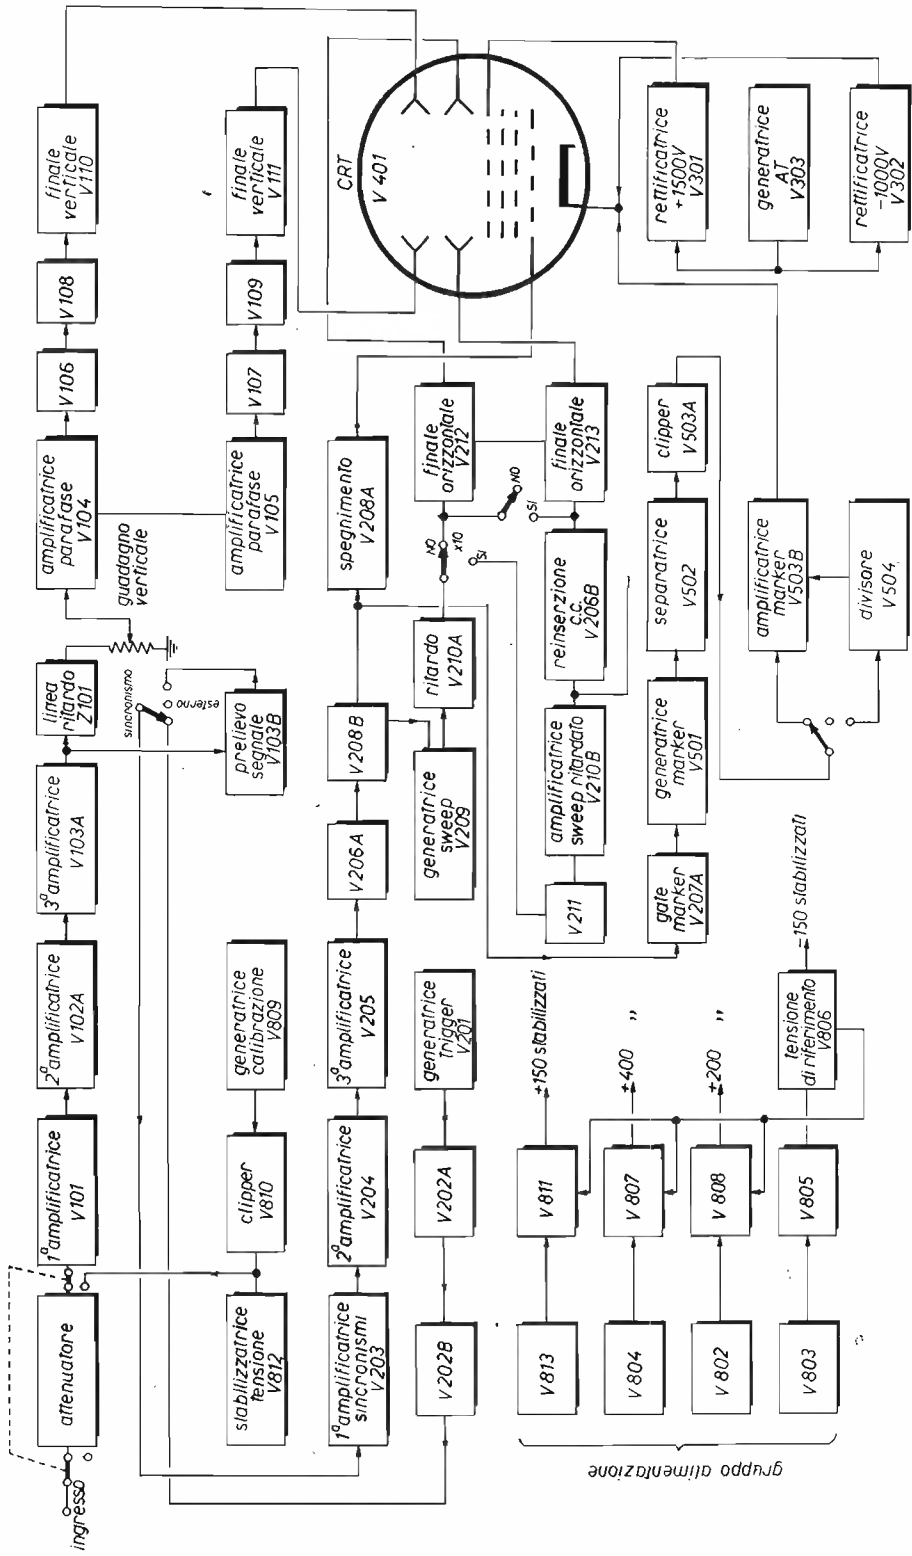 ingresso
attenuatore
1ª amplificatrice
V101
2ª amplificatrice
V102A
3ª amplificatrice
V103A
linea
ritardo
Z101
guadagno
verticale
amplificatrice
parafase
V104
V106
V108
finale
verticale
V110
stabilizzatrice
tensione
V812
clipper
V810
generatrice
calibrazione
V809
prelievo
segnale
V103B
sincronismo
esterno
amplificatrice
parafase
V105
V107
V109
finale
verticale
V111
1ª amplificatrice
sincronismi
V203
2ª amplificatrice
V204
3ª amplificatrice
V205
V206A
V208B
spegnimento
V208A
CRT
V401
V202B
V202A
generatrice
trigger
V201
generatrice
sweep
V209
ritardo
V210A
NO
x10
SI
finale
orizzontale
V212
NO
SI
V211
amplificatrice
sweep ritardato
V210B
reinserzione
c.c.
V206B
finale
orizzontale
V213
gate
marker
V207A
generatrice
marker
V501
separatrice
V502
clipper
V503A
rettificatrice
+1500V
V301
amplificatrice
marker
V503B
generatrice
AT
V303
divisore
V504
rettificatrice
-1000V
V302
gruppo alimentazione
V813
V811
+150 stabilizzati
V804
V807
+400 "
V802
V808
+200 "
V803
V805
tensione
di riferimento
V806
-150 stabilizzati